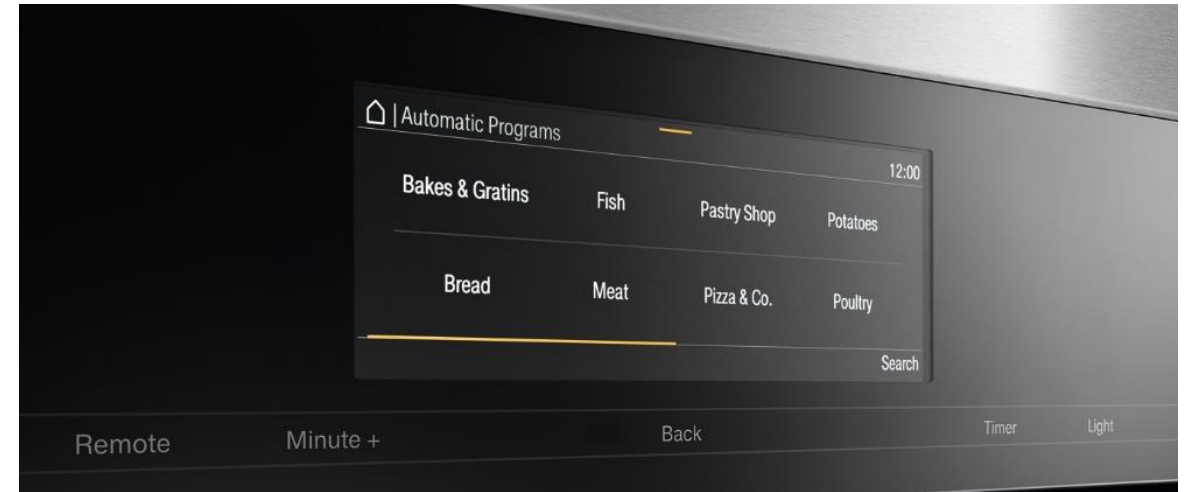 | Automatic Programs
12:00
Bakes & Gratins Fish Pastry Shop Potatoes
Bread Meat Pizza & Co. Poultry
Search
Remote Minute + Back Timer Light